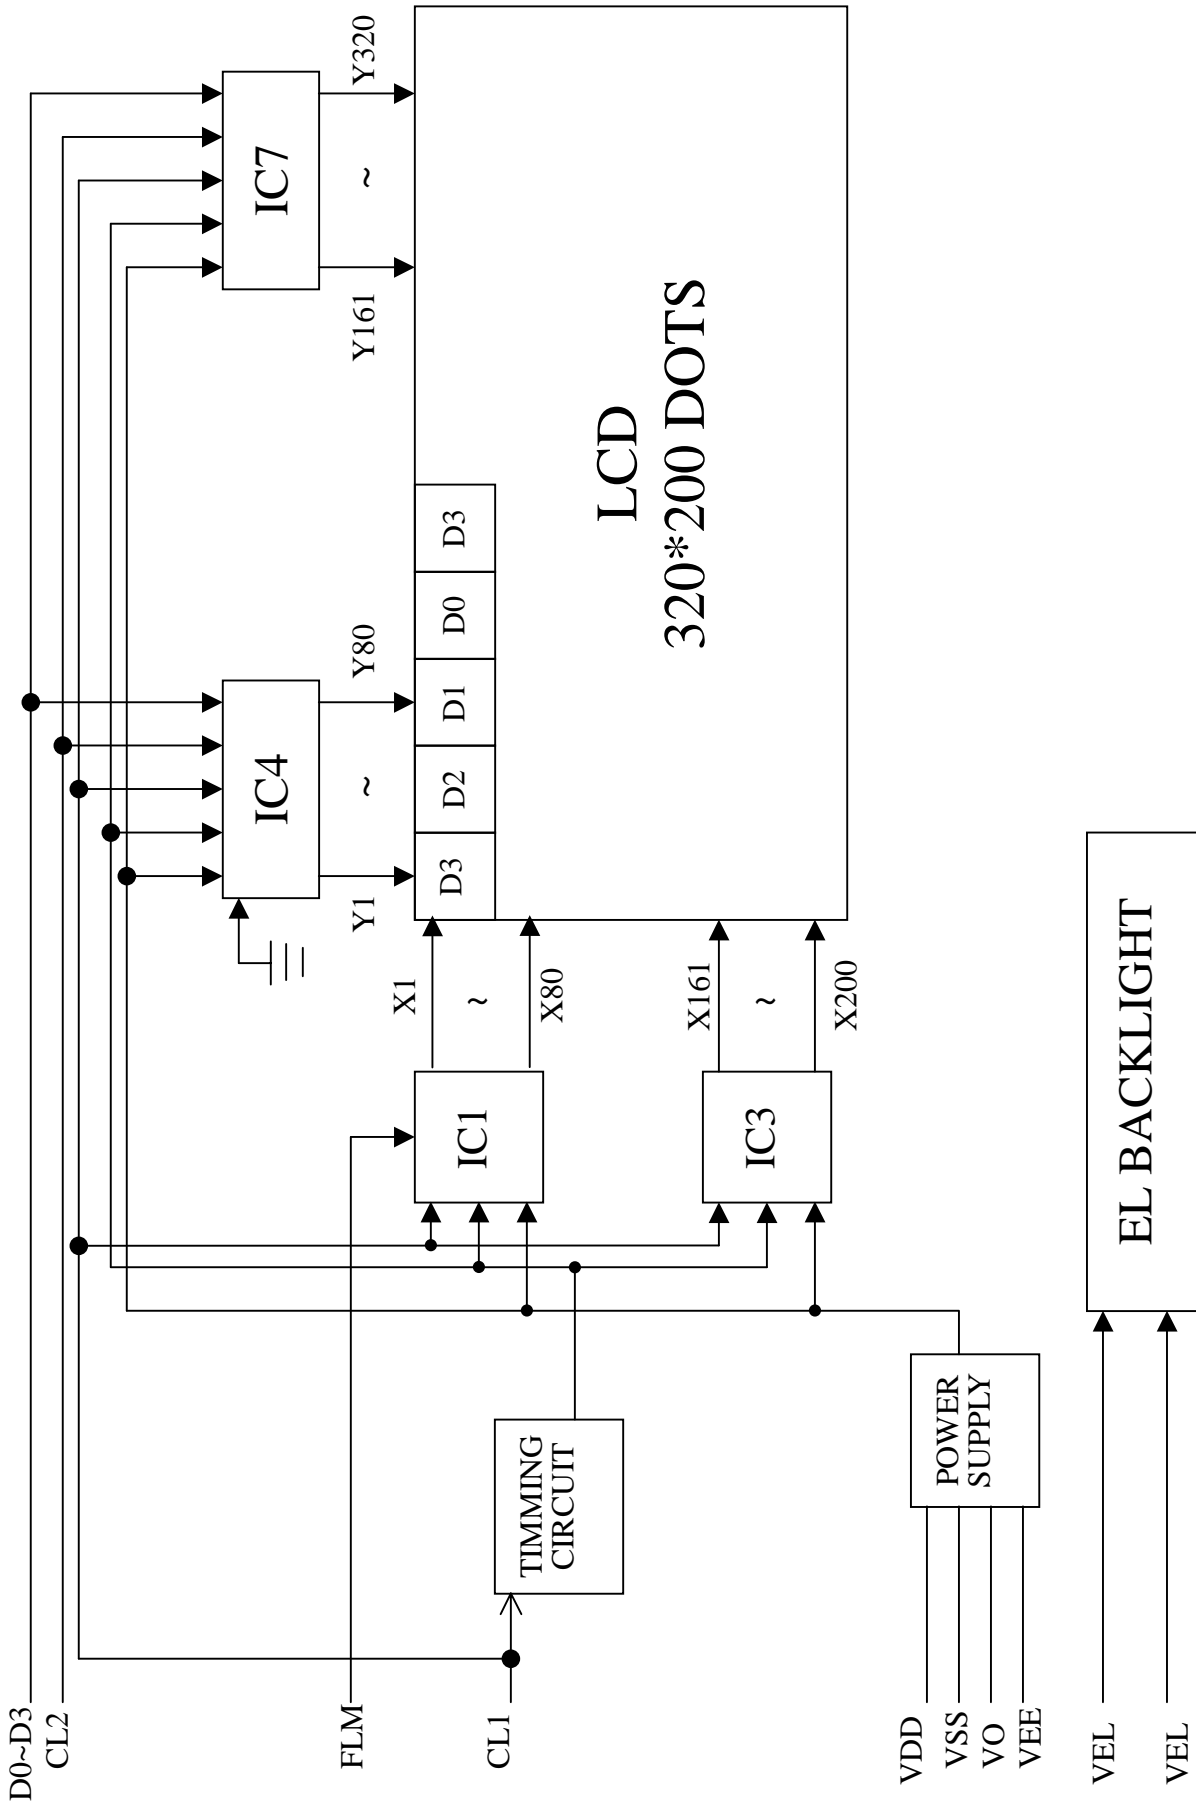 D0~D3
CL2
IC4
IC7
Y1
~
Y80
Y161
~
Y320
FLM
X1
D3
D2
D1
D0
D3
IC1
~
CL1
TIMMING
CIRCUIT
X80
LCD
320*200 DOTS
X161
IC3
~
X200
VDD
VSS
VO
VEE
POWER
SUPPLY
VEL
VEL
EL BACKLIGHT